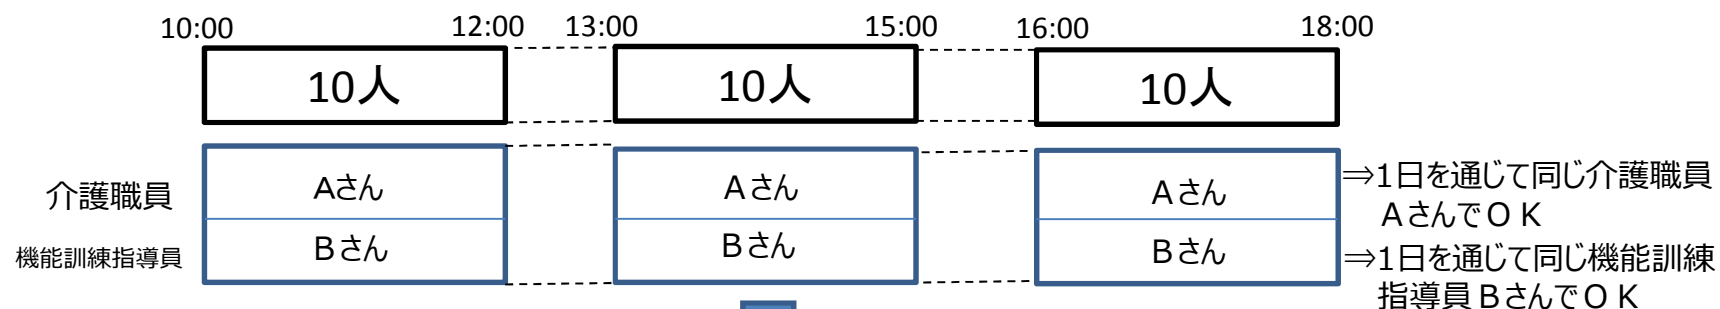 10:00 12:00 13:00 15:00 16:00 18:00
10人 10人 10人
介護職員 Aさん Aさん Aさん ⇒1日を通じて同じ介護職員
AさんでＯＫ
機能訓練指導員 Bさん Bさん Bさん ⇒1日を通じて同じ機能訓練
指導員BさんでＯＫ